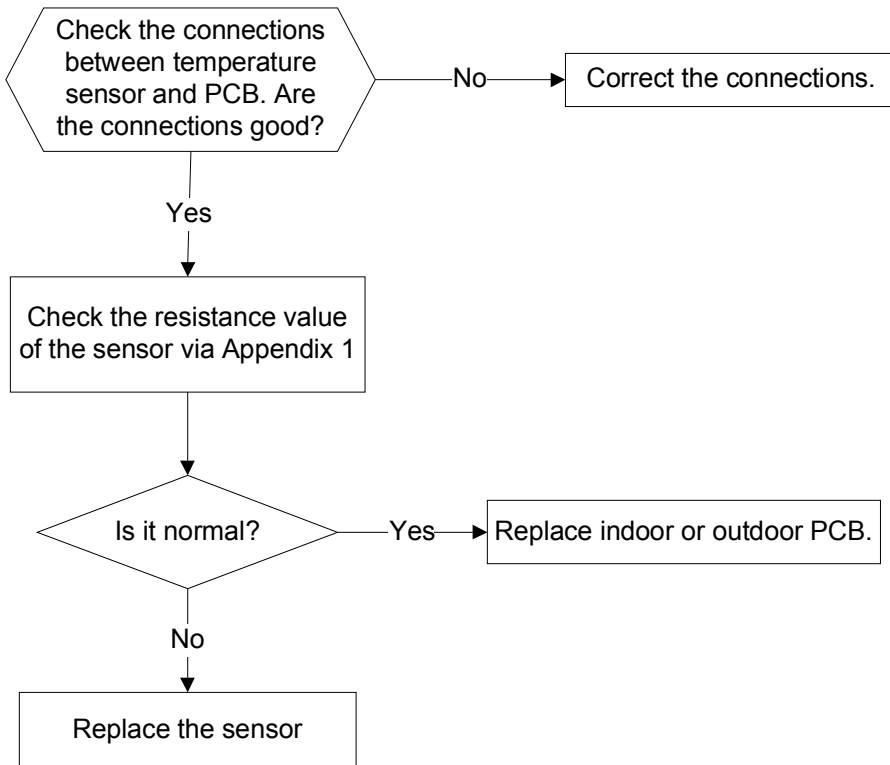 Check the connections
between temperature
sensor and PCB. Are
the connections good?
No
Correct the connections.
Yes
Check the resistance value
of the sensor via Appendix 1
Is it normal?
Yes
Replace indoor or outdoor PCB.
No
Replace the sensor